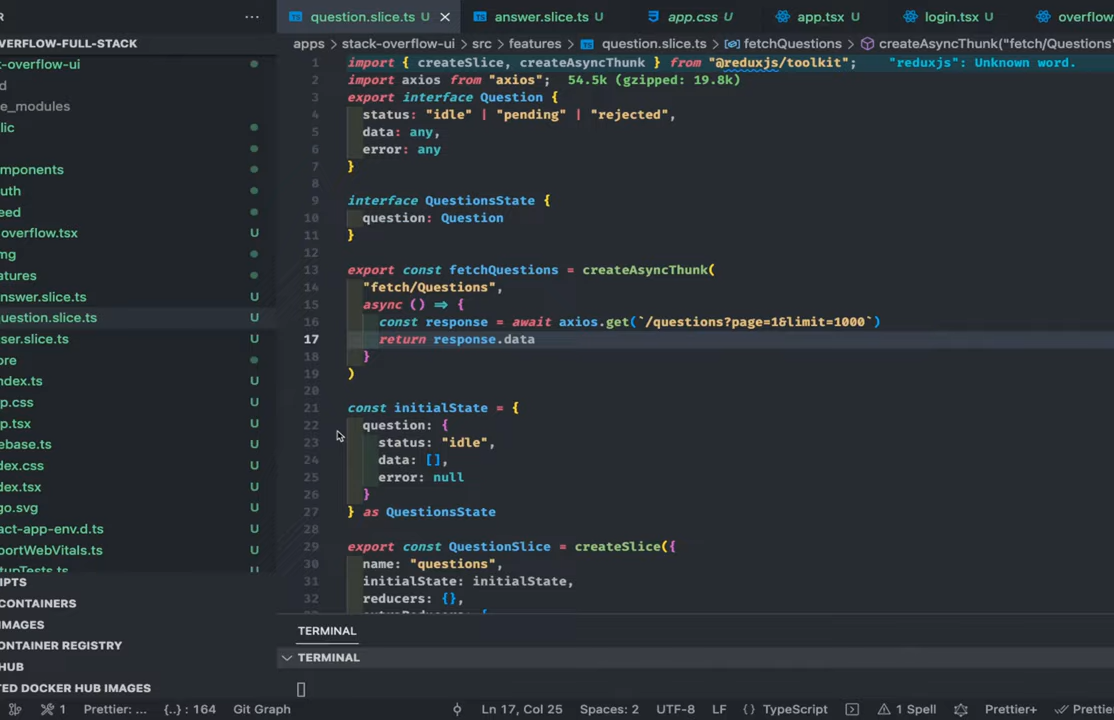 question.slice.ts U
answer.slice.ts U
app.css U
app.tsx U
login.tsx U
overflow
VERFLOW-FULL-STACK
apps > stack-overflow-ui > src > features > question.slice.ts > fetchQuestions > createAsyncThunk("fetch/Questions"
ck-overflow-ui
d
e_modules
lic
mponents
uth
eed
overflow.tsx U
mg
atures
nswer.slice.ts U
uestion.slice.ts U
ser.slice.ts U
ore
ndex.ts U
p.css U
p.tsx U
ebase.ts U
dex.css U
dex.tsx U
go.svg U
act-app-env.d.ts U
portWebVitals.ts U
tupTests.ts U
IPTS
CONTAINERS
IMAGES
ONTAINER REGISTRY
HUB
TED DOCKER HUB IMAGES
1 import { createSlice, createAsyncThunk } from "@reduxjs/toolkit"; "reduxjs": Unknown word.
2 import axios from "axios"; 54.5k (gzipped: 19.8k)
3 export interface Question {
4 status: "idle" | "pending" | "rejected",
5 data: any,
6 error: any
7 }
8
9 interface QuestionsState {
10 question: Question
11 }
12
13 export const fetchQuestions = createAsyncThunk(
14 "fetch/Questions",
15 async () => {
16 const response = await axios.get(`/questions?page=1&limit=1000`)
17 return response.data
18 }
19 )
20
21 const initialState = {
22 question: {
23 status: "idle",
24 data: [],
25 error: null
26 }
27 } as QuestionsState
28
29 export const QuestionSlice = createSlice({
30 name: "questions",
31 initialState: initialState,
32 reducers: {},
TERMINAL
TERMINAL
1 Prettier: ... {..} : 164 Git Graph Ln 17, Col 25 Spaces: 2 UTF-8 LF {} TypeScript 1 Spell Prettier+ Prettie